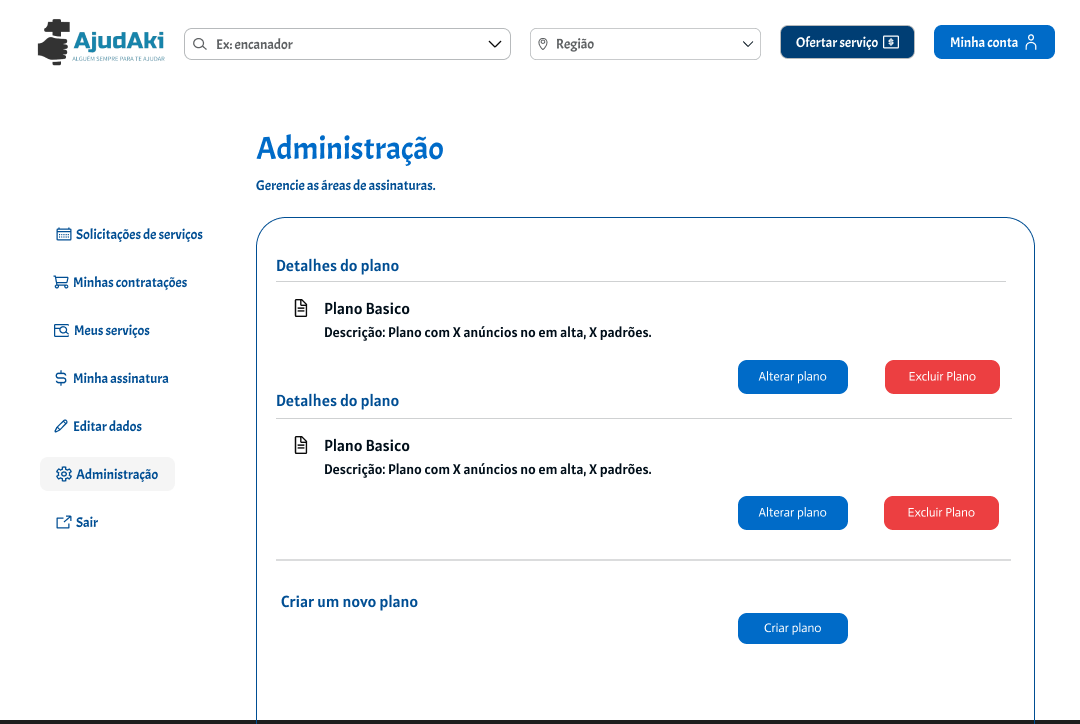 AjudAki
ALGUÉM SEMPRE PARA TE AJUDAR
Ex: encanador
Região
Ofertar serviço
Minha conta
Administração
Gerencie as áreas de assinaturas.
Solicitações de serviços
Minhas contratações
Meus serviços
Minha assinatura
Editar dados
Administração
Sair
Detalhes do plano
Plano Basico
Descrição: Plano com X anúncios no em alta, X padrões.
Alterar plano
Excluír Plano
Detalhes do plano
Plano Basico
Descrição: Plano com X anúncios no em alta, X padrões.
Alterar plano
Excluír Plano
Criar um novo plano
Criar plano